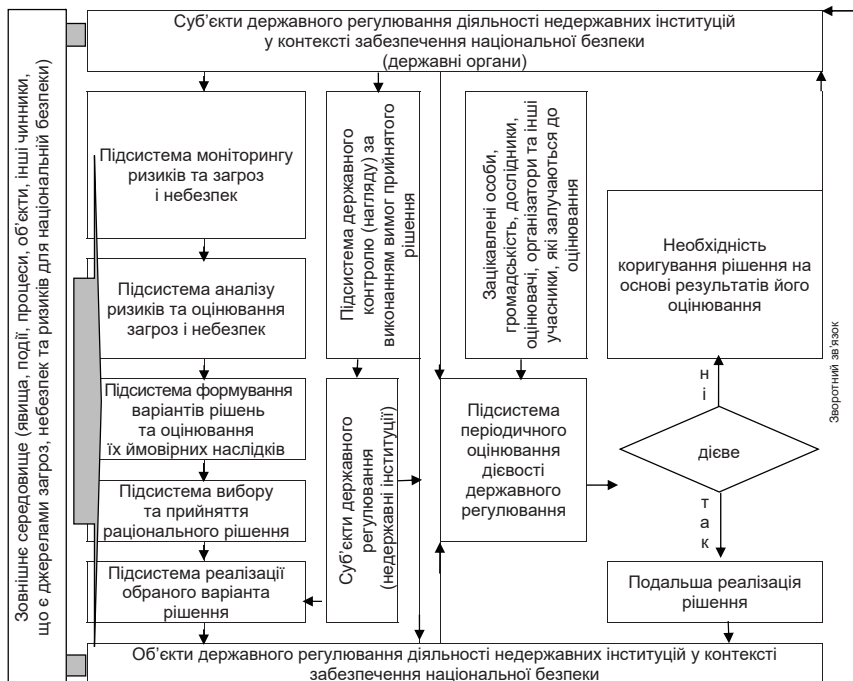 Зовнішнє середовище (явища, події, процеси, об'єкти, інші чинники,
що є джерелами загроз, небезпек та ризиків для національній безпеки)
Суб'єкти державного регулювання діяльності недержавних інституцій
у контексті забезпечення національної безпеки
(державні органи)
Підсистема моніторингу
ризиків та загроз
і небезпек
Підсистема аналізу
ризиків та оцінювання
загроз і небезпек
Підсистема формування
варіантів рішень
та оцінювання
їх ймовірних наслідків
Підсистема вибору
та прийняття
раціонального рішення
Підсистема реалізації
обраного варіанта
рішення
Підсистема державного
контролю (нагляду) за
виконанням вимог прийнятого
рішення
Суб'єкти державного
регулювання
(недержавні інституції)
Зацікавлені особи,
громадськість, дослідники,
оцінювачі, організатори та інші
учасники, які залучаються до
оцінювання
Підсистема
періодичного
оцінювання
дієвості
державного
регулювання
Необхідність
коригування рішення на
основі результатів його
оцінювання
ні
дієве
так
Подальша реалізація
рішення
Зворотний зв'язок
Об'єкти державного регулювання діяльності недержавних інституцій у контексті
забезпечення національної безпеки